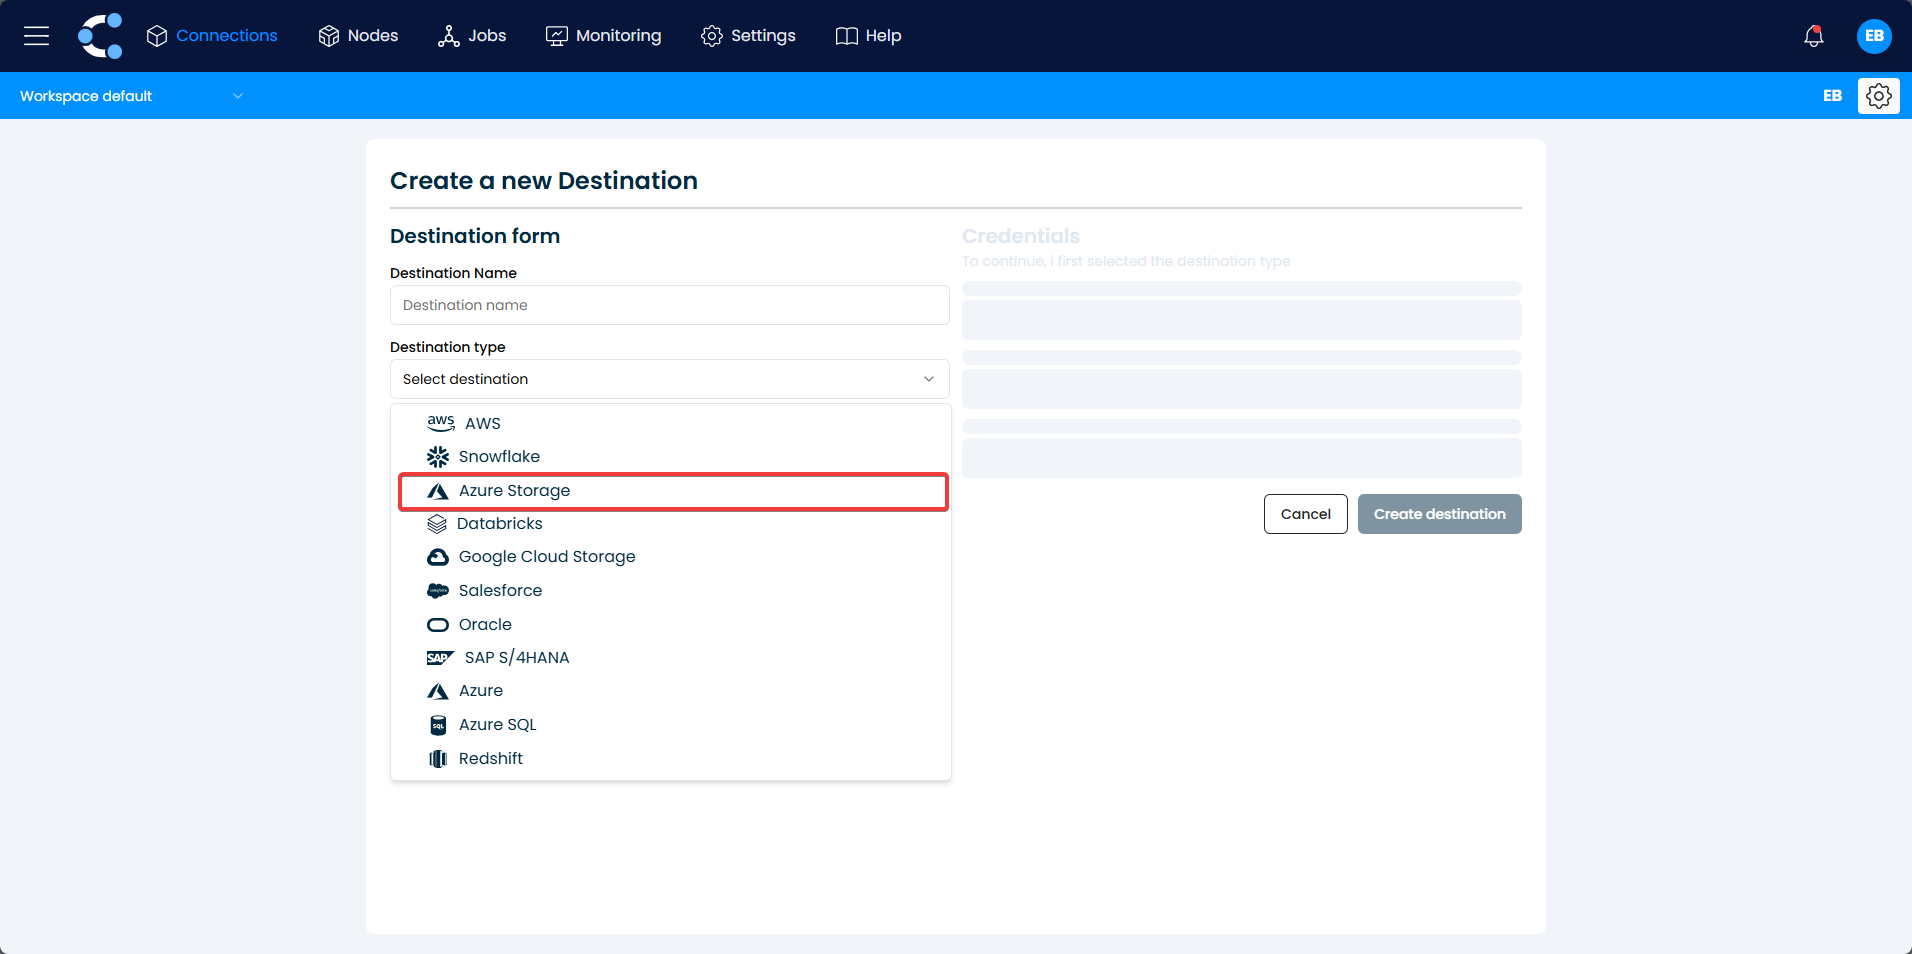 Connections Nodes Jobs Monitoring Settings Help EB
Workspace default EB
Create a new Destination
Destination form
Destination Name
Destination name
Destination type
Select destination
aws AWS
Snowflake
Azure Storage
Databricks
Google Cloud Storage
Salesforce
Oracle
SAP SAP S/4HANA
Azure
SQL Azure SQL
Redshift
Credentials
To continue, i first selected the destination type
Cancel Create destination